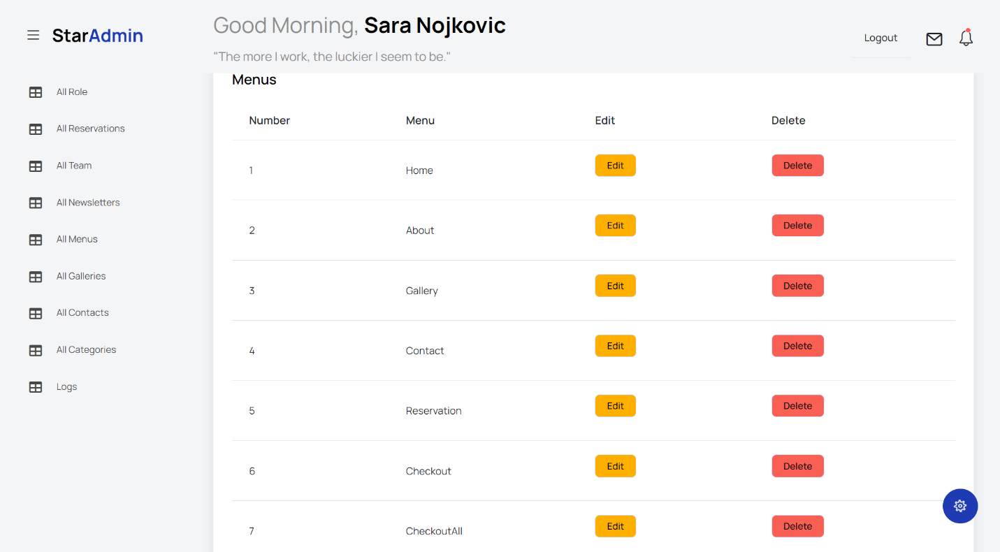 StarAdmin
Good Morning, Sara Nojkovic
"The more I work, the luckier I seem to be."
Logout
All Role
All Reservations
All Team
All Newsletters
All Menus
All Galleries
All Contacts
All Categories
Logs
Menus
Number Menu Edit Delete
1 Home Edit Delete
2 About Edit Delete
3 Gallery Edit Delete
4 Contact Edit Delete
5 Reservation Edit Delete
6 Checkout Edit Delete
7 CheckoutAll Edit Delete